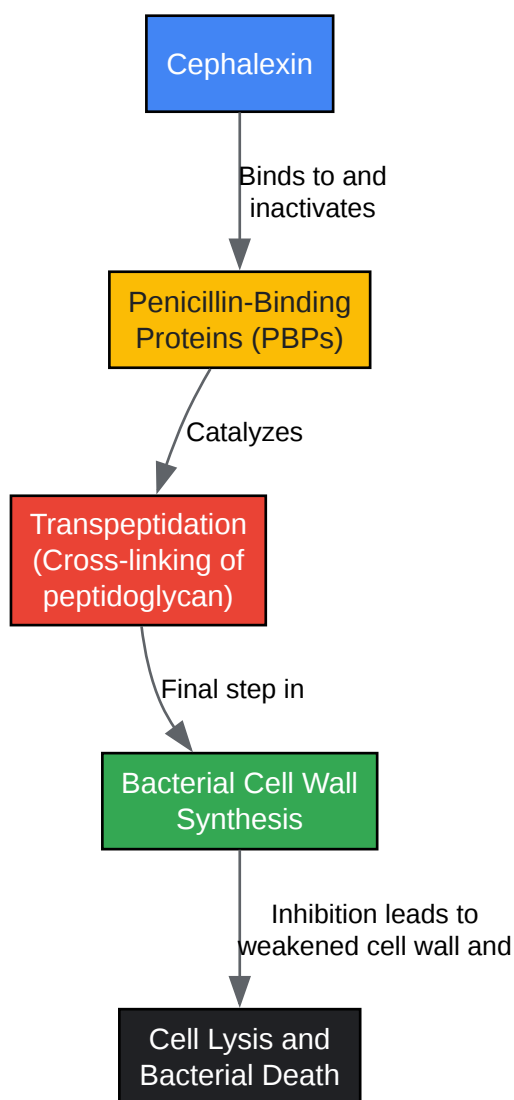 Cephalexin
Binds to and
inactivates
Penicillin-Binding
Proteins (PBPs)
Catalyzes
Transpeptidation
(Cross-linking of
peptidoglycan)
Final step in
Bacterial Cell Wall
Synthesis
Inhibition leads to
weakened cell wall and
Cell Lysis and
Bacterial Death